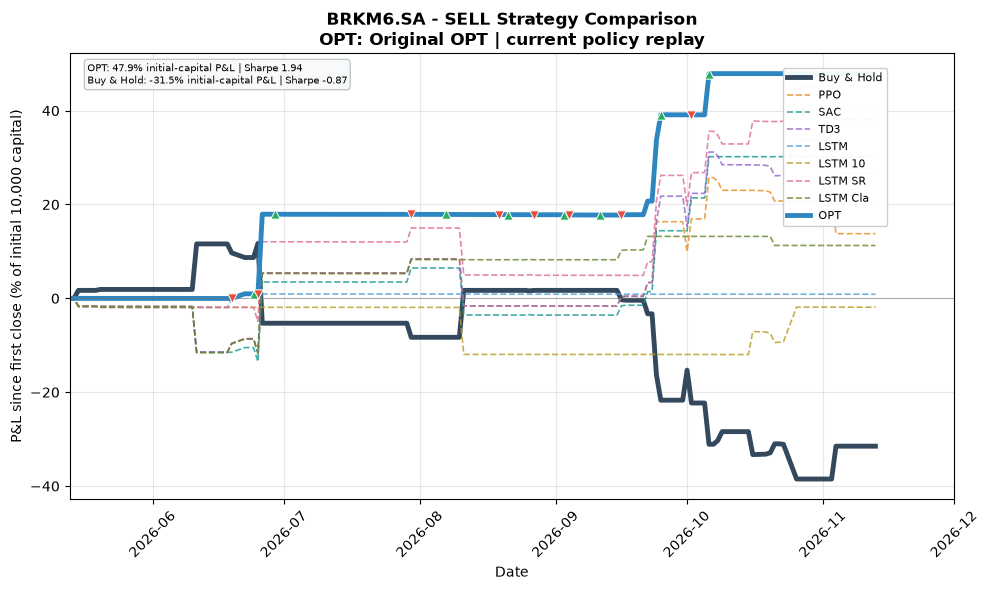 BRKM6.SA - SELL Strategy Comparison
OPT: Original OPT | current policy replay
OPT: 47.9% initial-capital P&L | Sharpe 1.94
Buy & Hold: -31.5% initial-capital P&L | Sharpe -0.87
Buy & Hold
PPO
SAC
TD3
LSTM
LSTM 10
LSTM SR
LSTM Cla
OPT
P&L since first close (% of initial 10,000 capital)
40
20
0
−20
−40
2026-06
2026-07
2026-08
2026-09
2026-10
2026-11
2026-12
Date